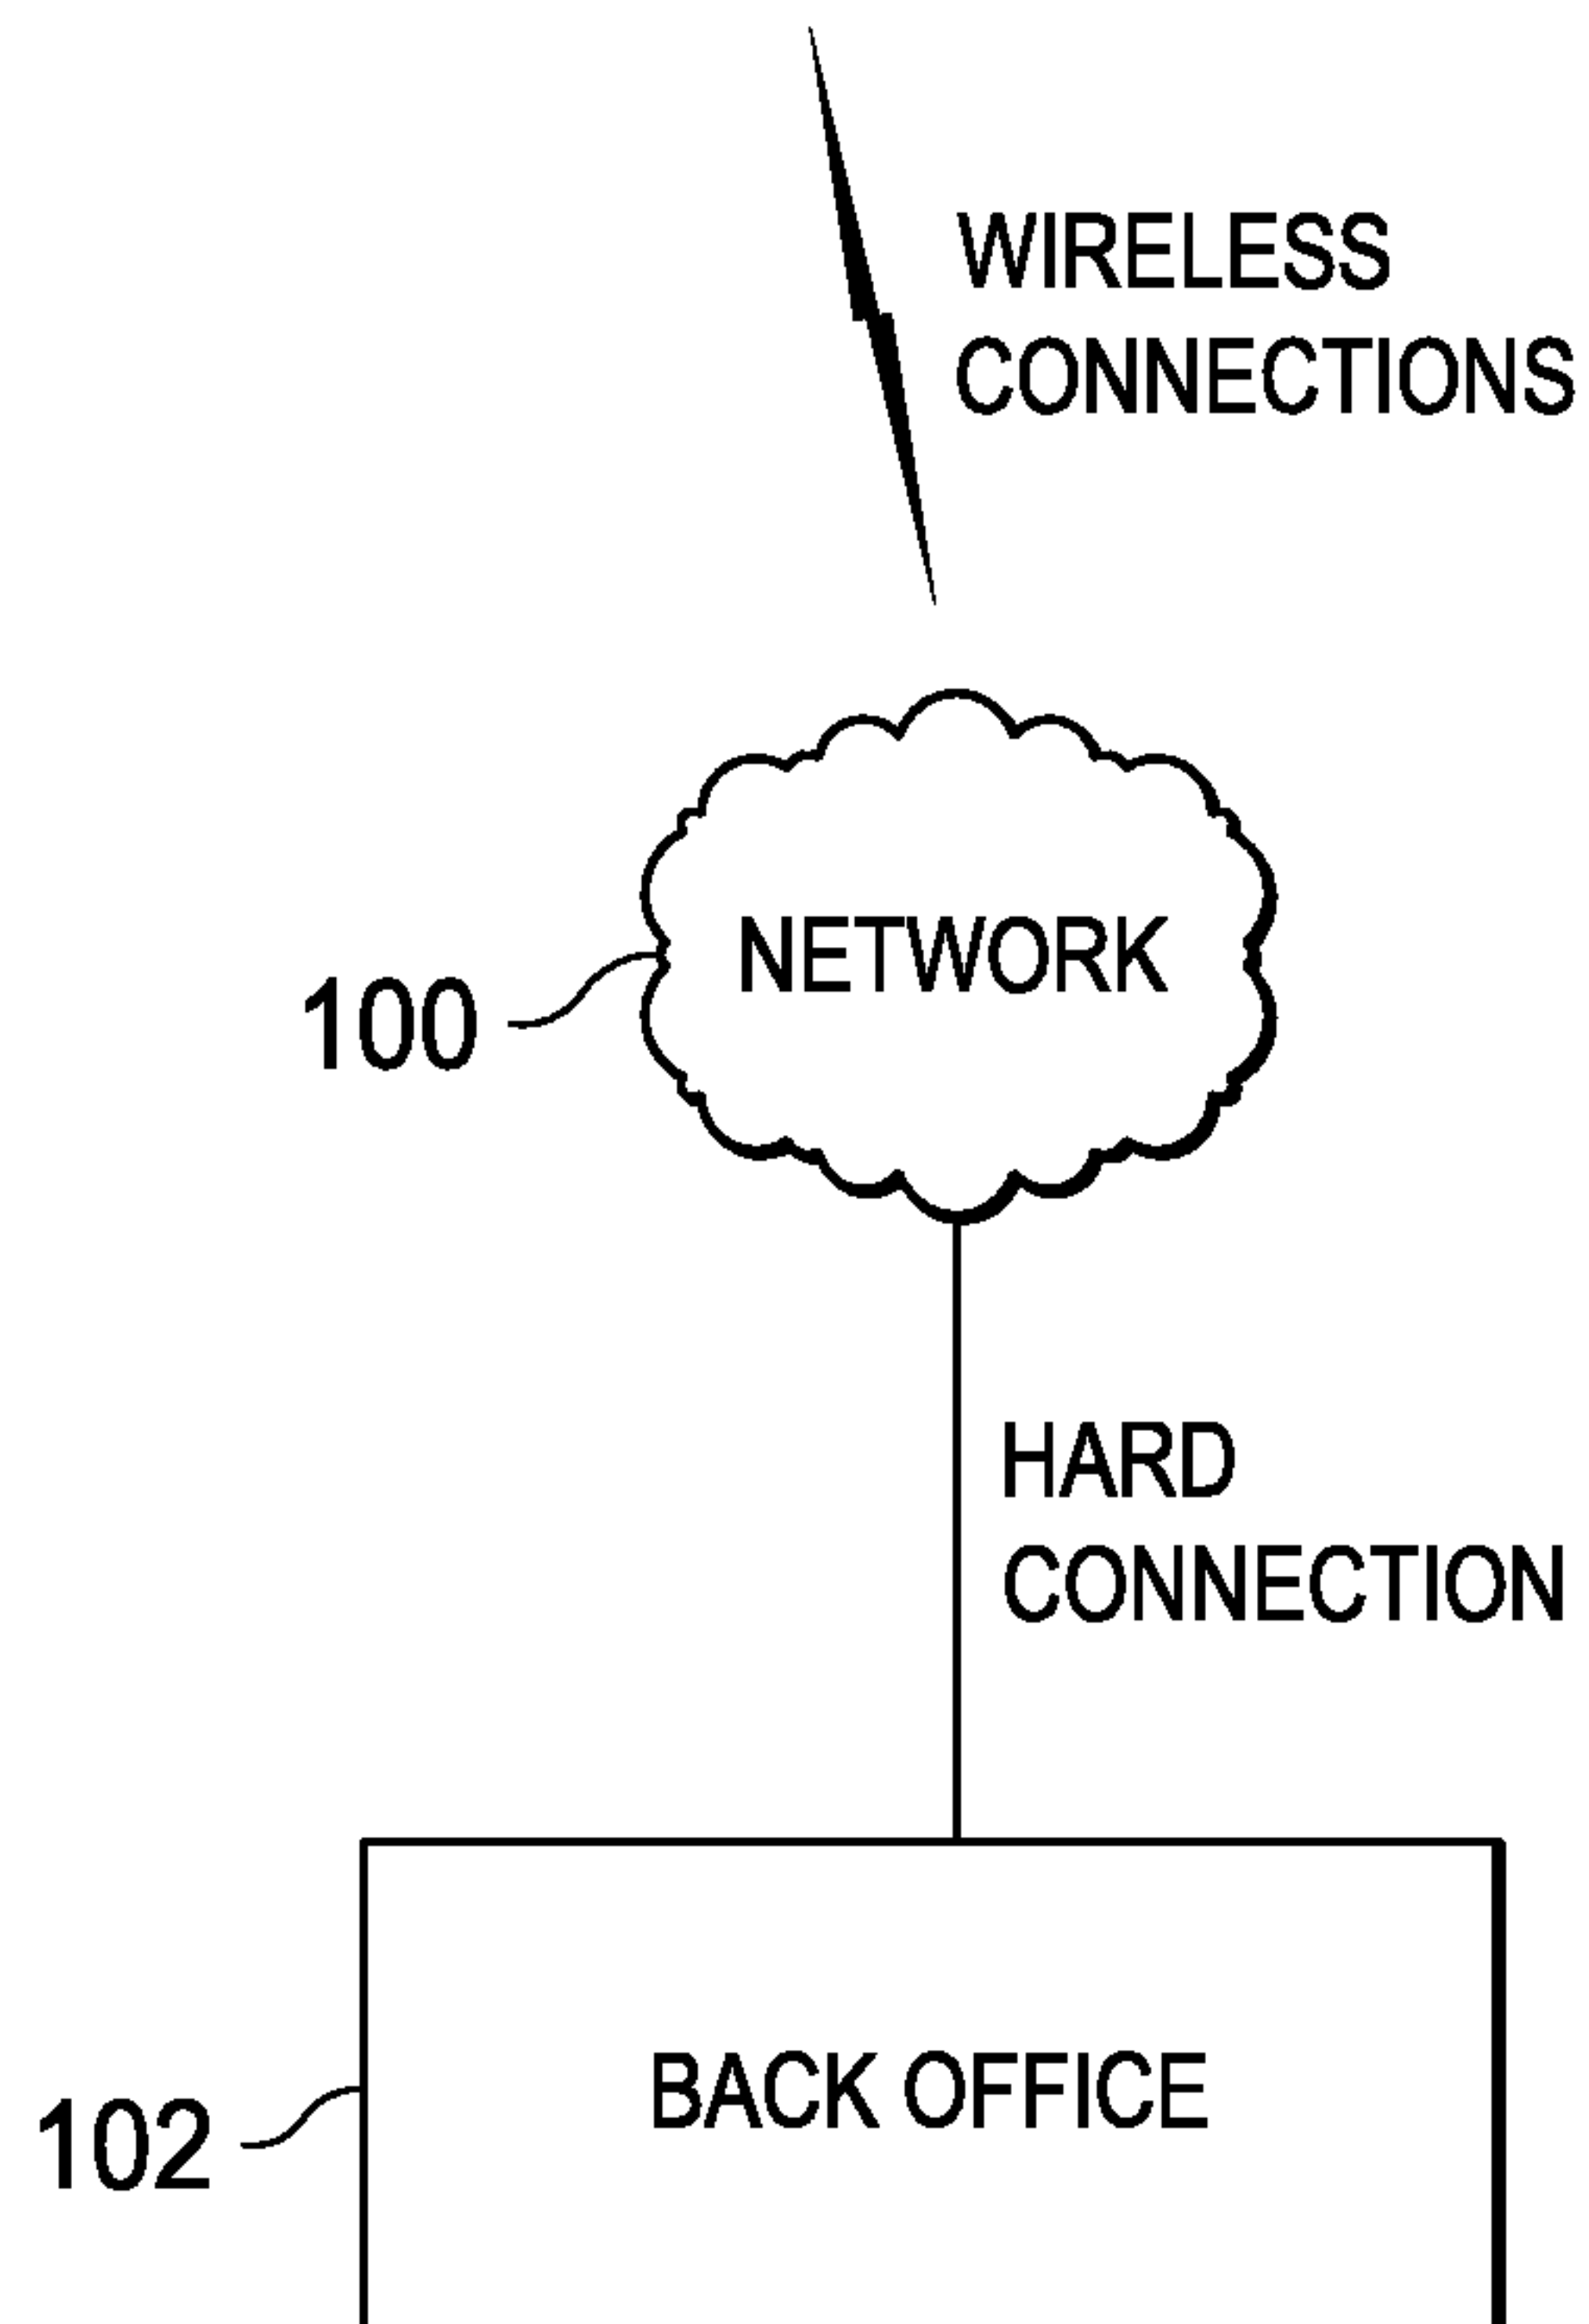 WIRELESS
CONNECTIONS
NETWORK
100
HARD
CONNECTION
BACK OFFICE
102